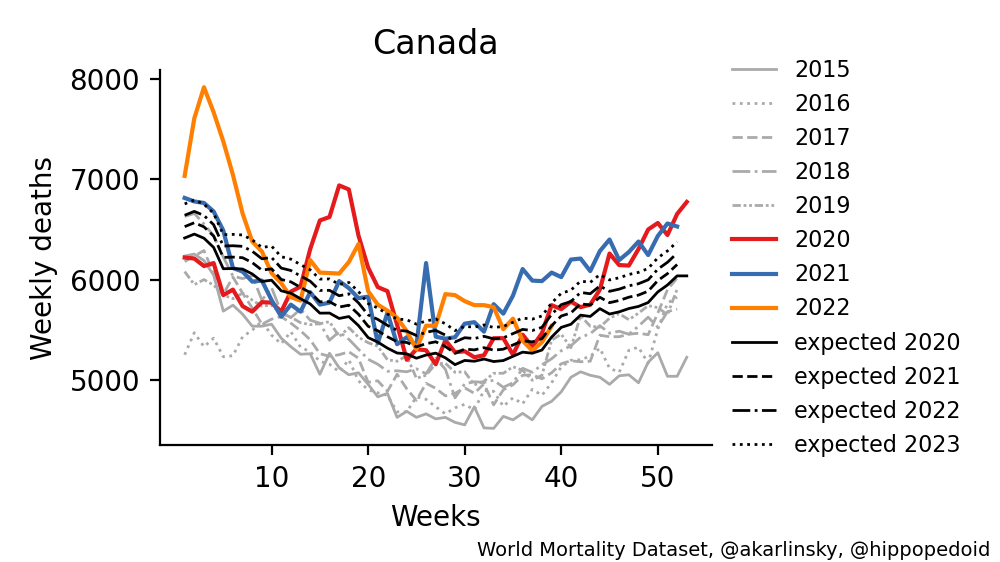 Canada
8000
7000
6000
5000
Weekly deaths
10
20
30
40
50
Weeks
2015
2016
2017
2018
2019
2020
2021
2022
expected 2020
expected 2021
expected 2022
expected 2023
World Mortality Dataset, @akarlinsky, @hippopedoid